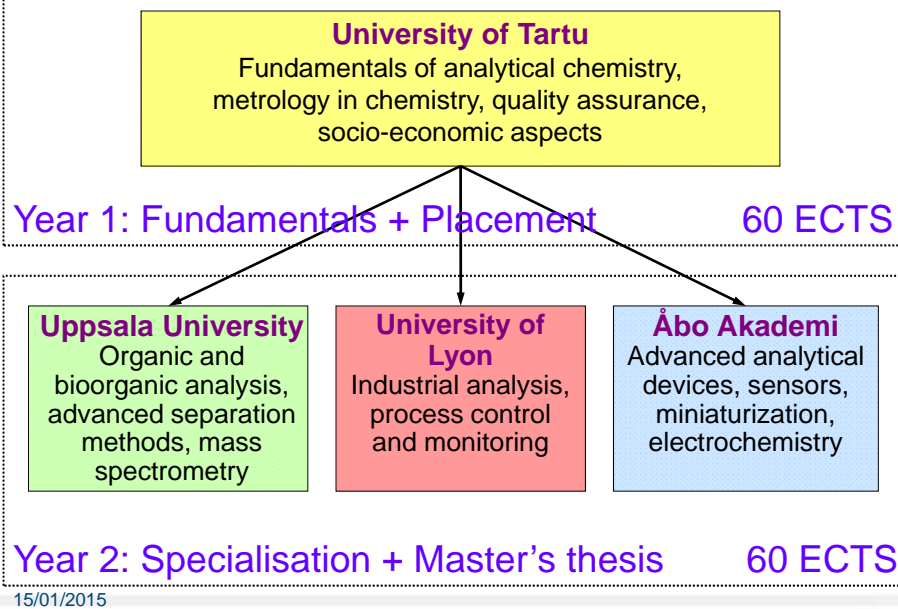 University of Tartu
Fundamentals of analytical chemistry,
metrology in chemistry, quality assurance,
socio-economic aspects
Year 1: Fundamentals + Placement 60 ECTS
Uppsala University
Organic and
bioorganic analysis,
advanced separation
methods, mass
spectrometry
University of
Lyon
Industrial analysis,
process control
and monitoring
Åbo Akademi
Advanced analytical
devices, sensors,
miniaturization,
electrochemistry
Year 2: Specialisation + Master's thesis 60 ECTS
15/01/2015